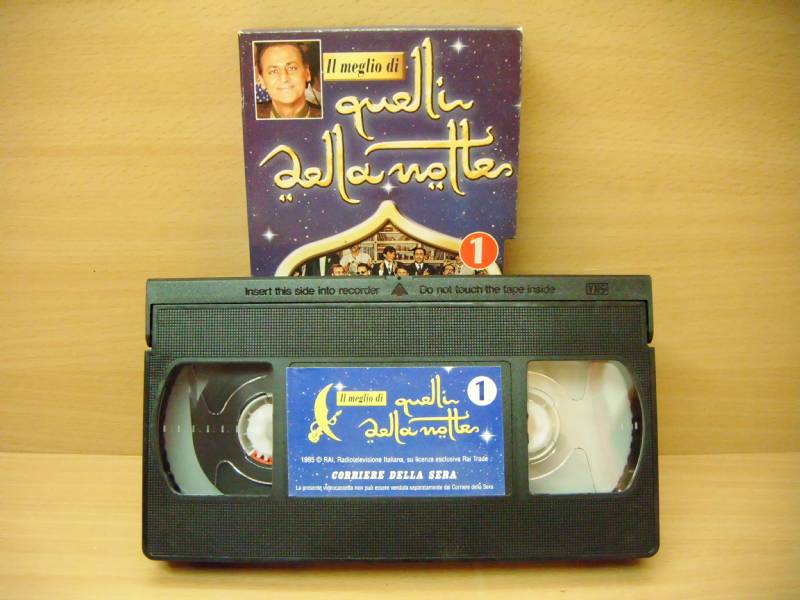 Il meglio di
quelli
della notte
1
Insert this side into recorder
Do not touch the tape inside
VHS
Il meglio di
quelli
della notte
1
1985 © RAI, Radiotelevisione Italiana, su licenza esclusiva Rai Trade
CORRIERE DELLA SERA
La presente videocassetta non può essere venduta separatamente dal Corriere della Sera